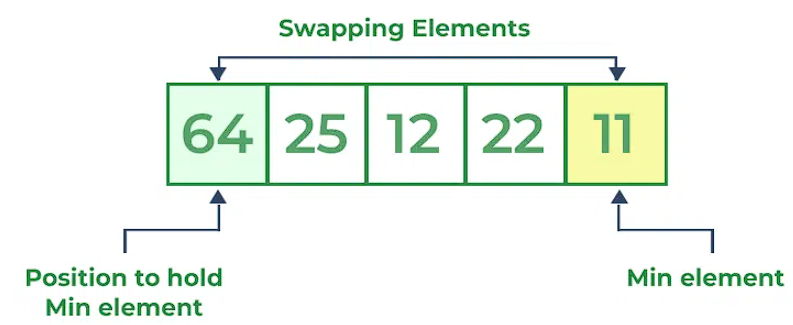 Swapping Elements
64 25 12 22 11
Position to hold
Min element
Min element